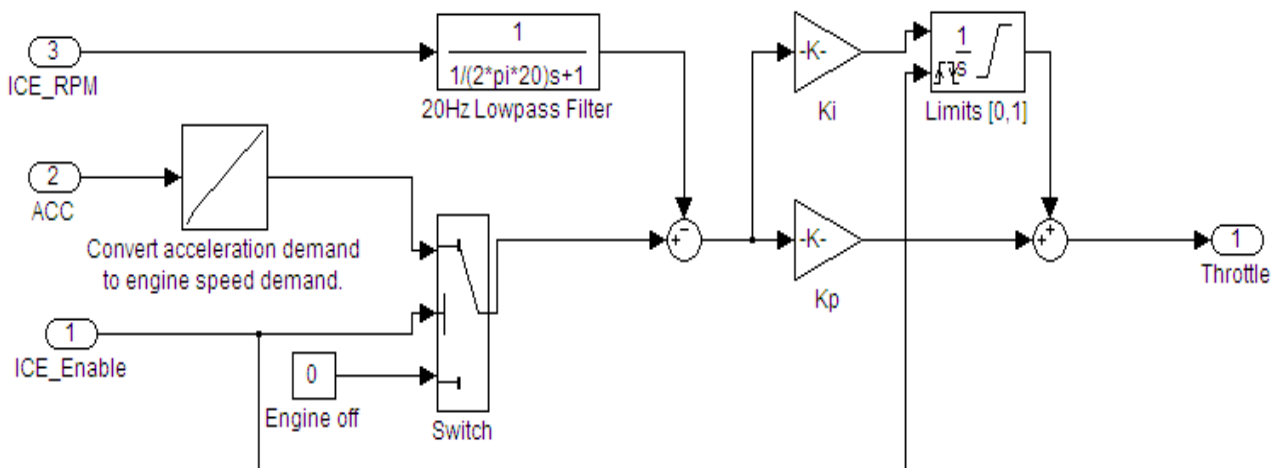 3
ICE_RPM
1
1/(2*pi*20)s+1
20Hz Lowpass Filter
-K-
Ki
1
s
Limits [0,1]
2
ACC
Convert acceleration demand
to engine speed demand.
-K-
Kp
1
Throttle
1
ICE_Enable
0
Engine off
Switch